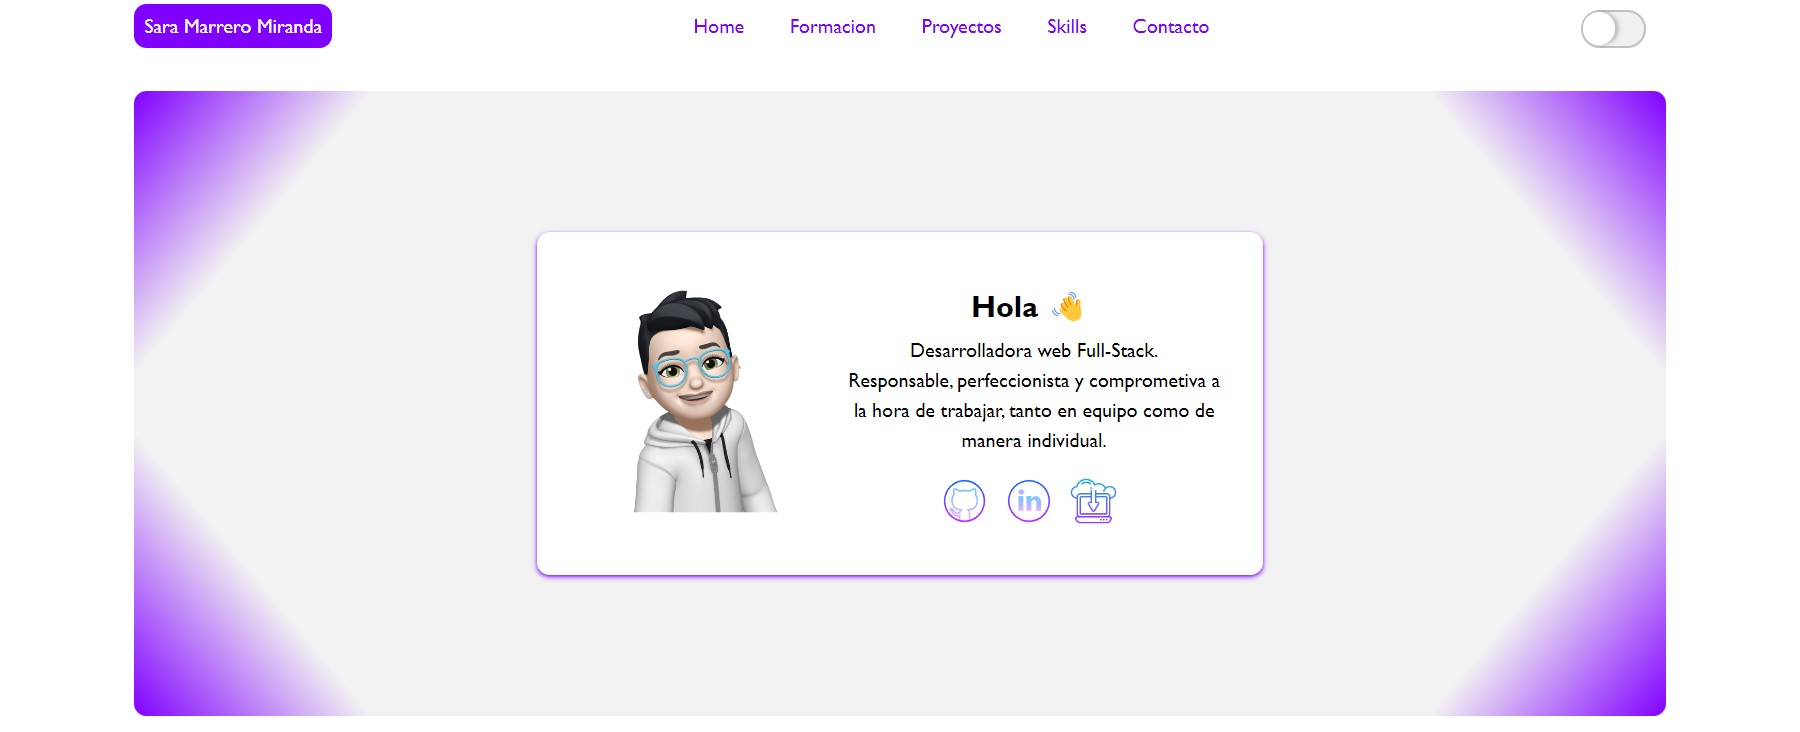 Sara Marrero Miranda
Home Formacion Proyectos Skills Contacto
Hola 👋
Desarrolladora web Full-Stack.
Responsable, perfeccionista y comprometiva a
la hora de trabajar, tanto en equipo como de
manera individual.
in